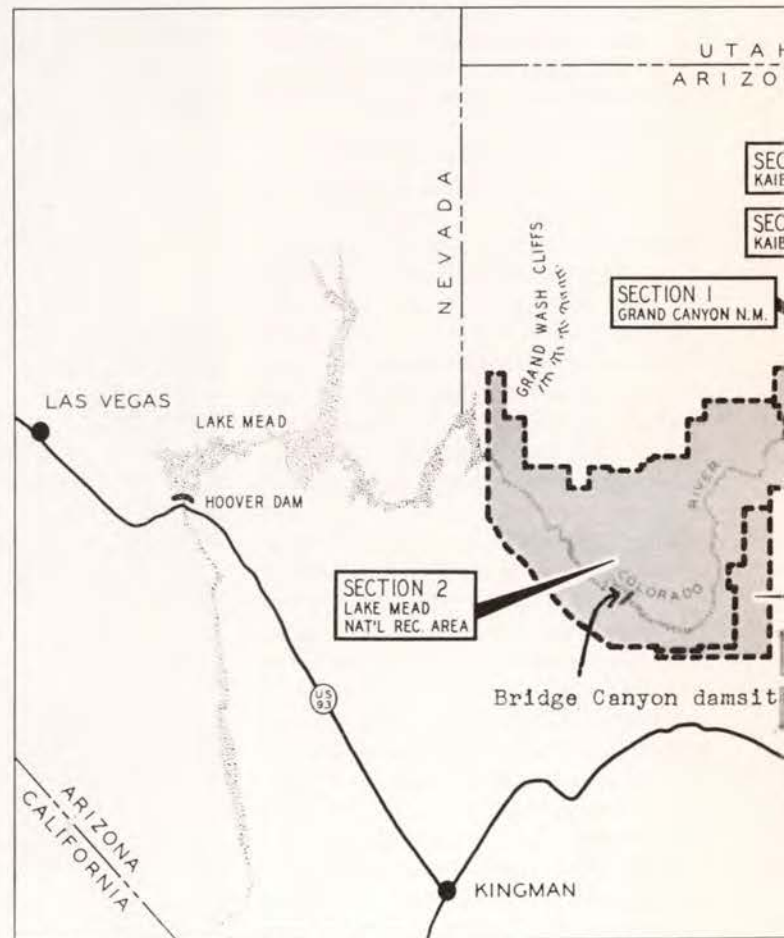 UTAH
ARIZO
NEVADA
GRAND WASH CLIFFS
SEC
KAIB
SEC
KAIB
SECTION 1
GRAND CANYON N.M.
LAS VEGAS
LAKE MEAD
HOOVER DAM
RIVER
COLORADO
SECTION 2
LAKE MEAD
NAT'L REC. AREA
Bridge Canyon damsit
US
93
ARIZONA
CALIFORNIA
KINGMAN